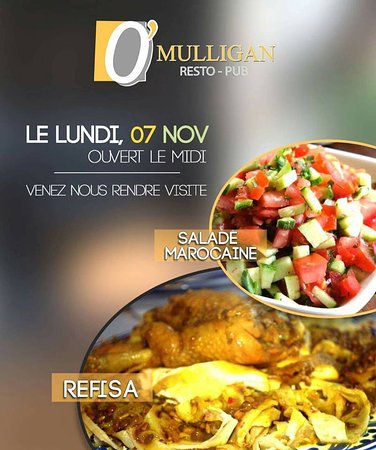 O'MULLIGAN
RESTO - PUB
LE LUNDI, 07 NOV
OUVERT LE MIDI
VENEZ NOUS RENDRE VISITE
SALADE
MAROCAINE
REFISA